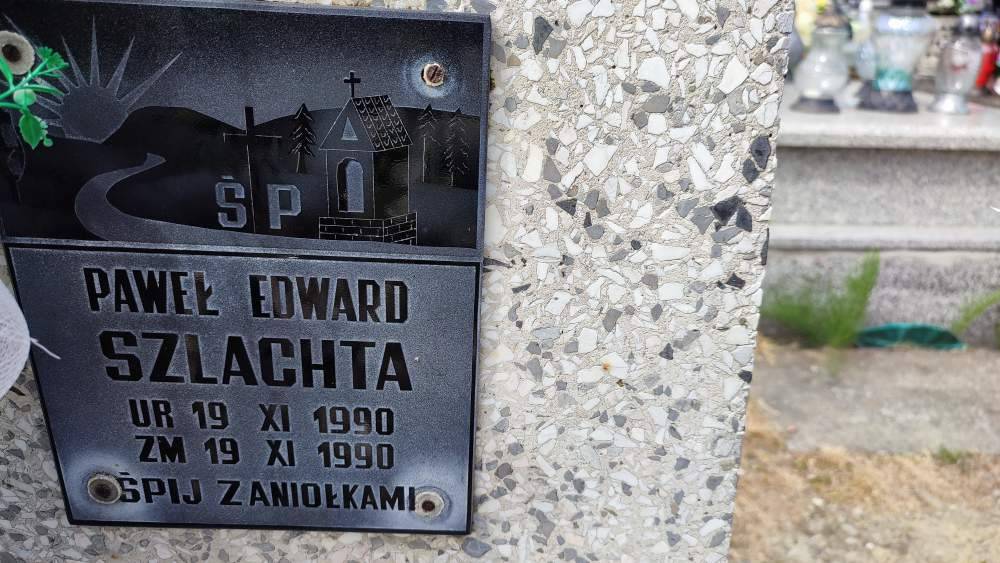 ŚP
PAWEŁ EDWARD
SZLACHTA
UR 19 XI 1990
ZM 19 XI 1990
ŚPIJ Z ANIOŁKAMI